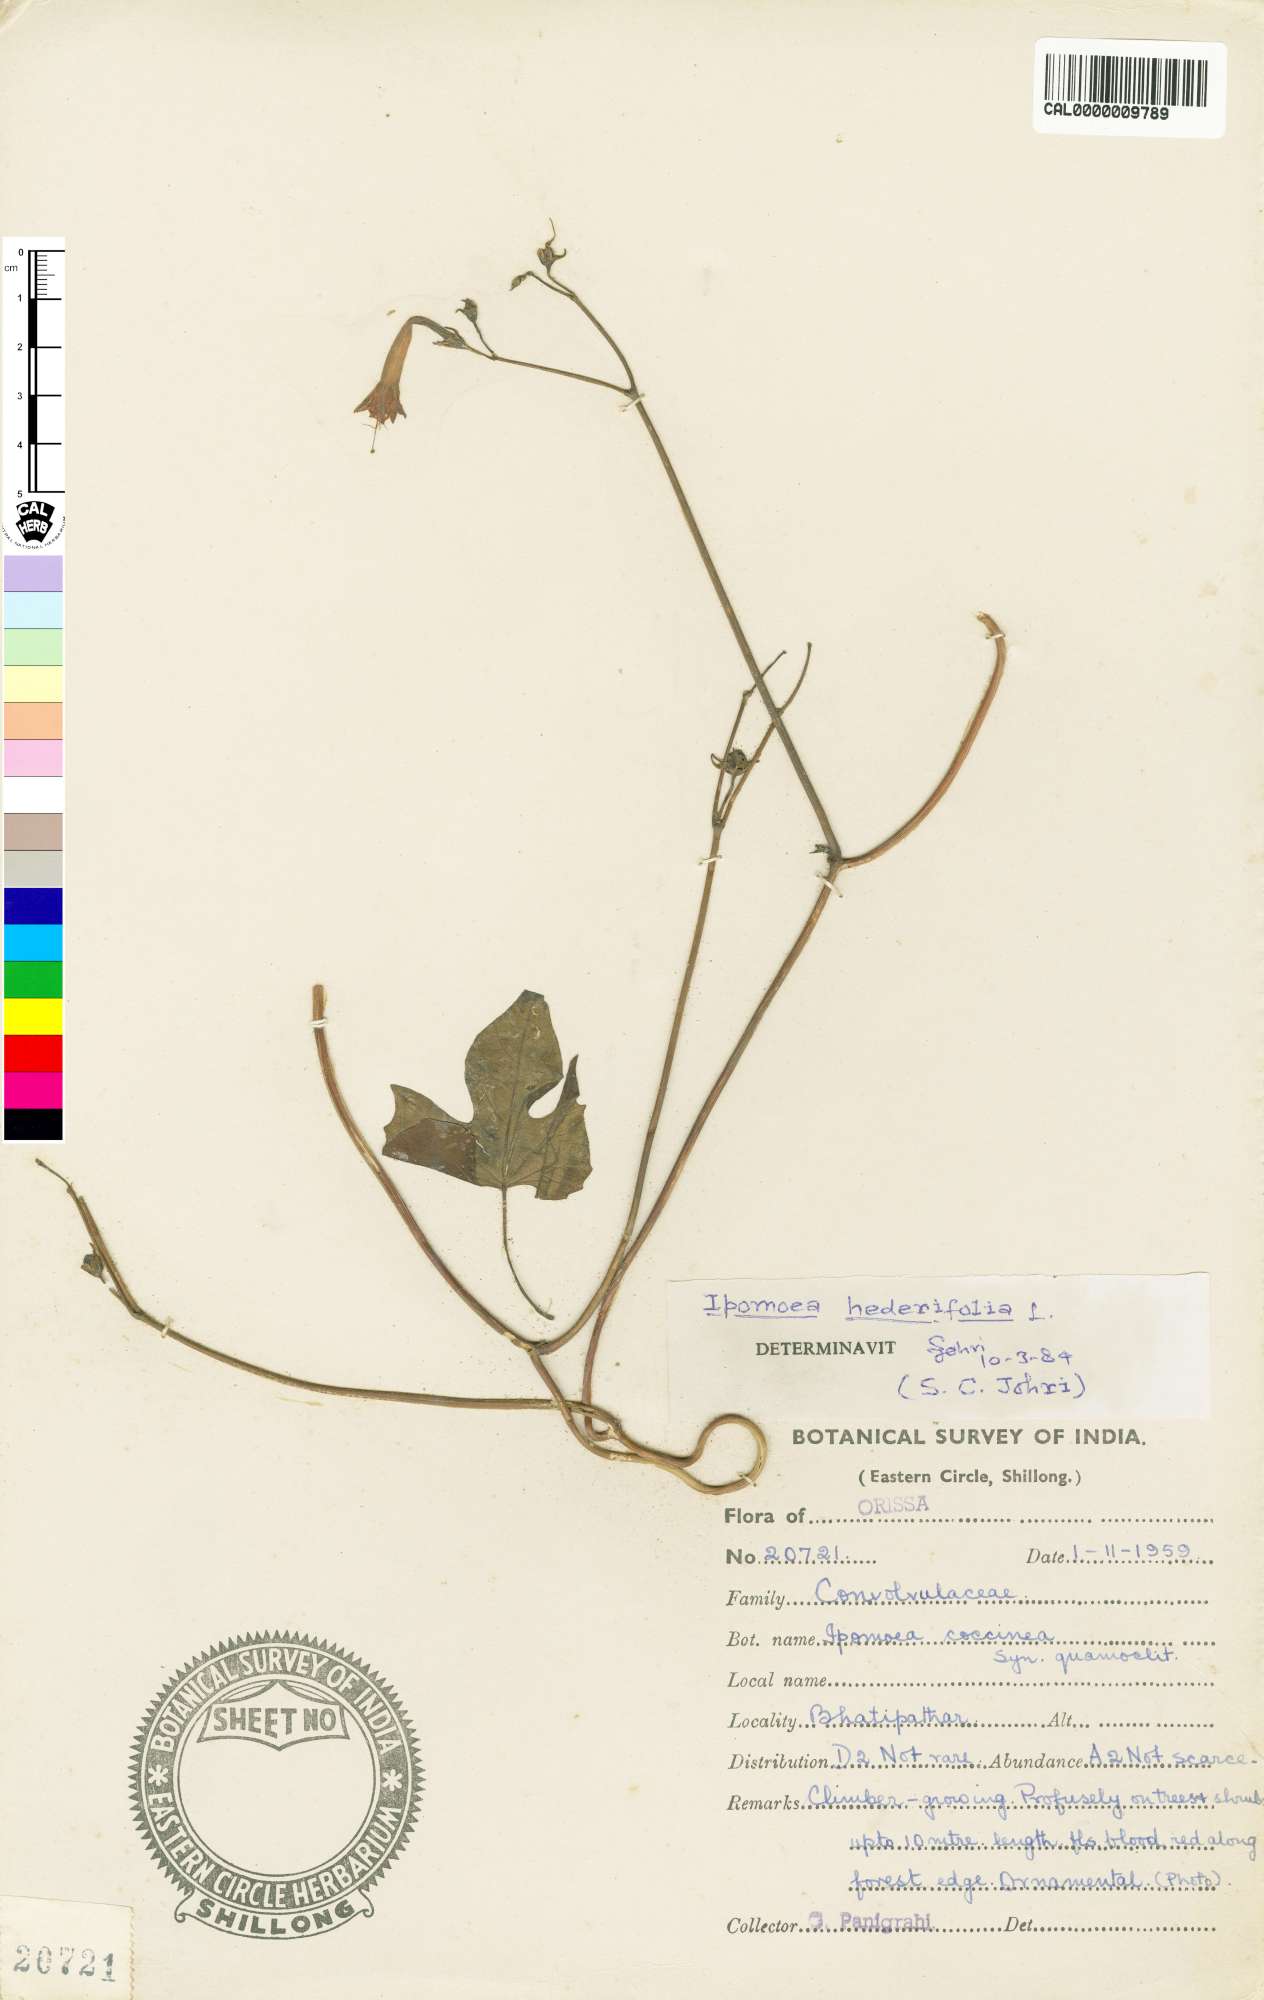 CAL0000009789
0
cm
1
2
3
4
5
CAL
HERB
Ipomoea hederifolia L.
DETERMINAVIT Johri 10-3-84
(S. C. Johri)
BOTANICAL SURVEY OF INDIA.
(Eastern Circle, Shillong.)
Flora of ORISSA
No 20721. Date 1-11-1959
Family Convolvulaceae
Bot. name Ipomoea coccinea
Syn. quamoclit.
Local name
Locality Bhatipathar Alt.
Distribution D2 Not rare. Abundance A2 Not scarce.
Remarks Climber - growing Profusely on trees + shrubs
upto 10 mtre length fls blood red along
forest edge. Ornamental. (Photo).
Collector G. Panigrahi Det.
BOTANICAL SURVEY OF INDIA
SHEET NO
EASTERN CIRCLE HERBARIUM
SHILLONG
20721